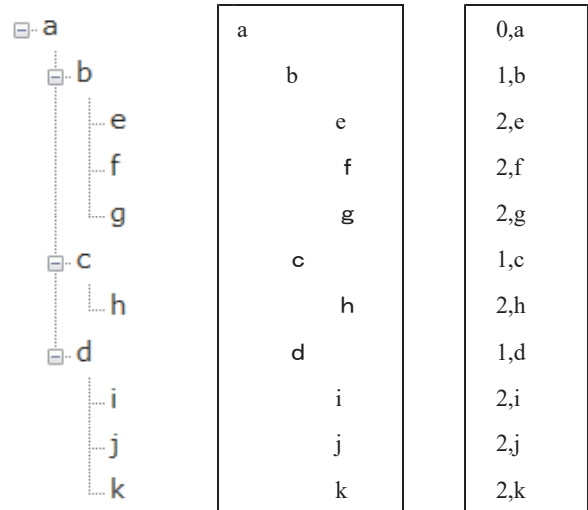 a a 0,a
b b 1,b
e e 2,e
f f 2,f
g g 2,g
c c 1,c
h h 2,h
d d 1,d
i i 2,i
j j 2,j
k k 2,k